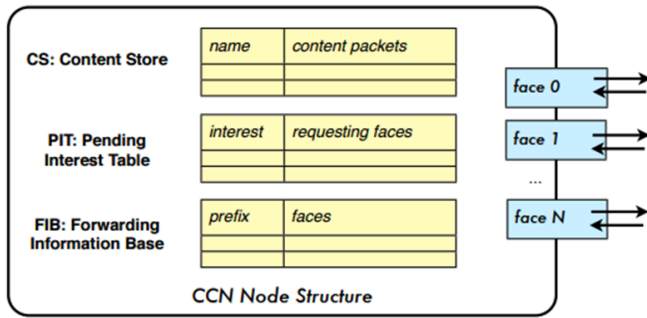 CS: Content Store
name content packets
PIT: Pending
Interest Table
interest requesting faces
FIB: Forwarding
Information Base
prefix faces
face 0
face 1
...
face N
CCN Node Structure